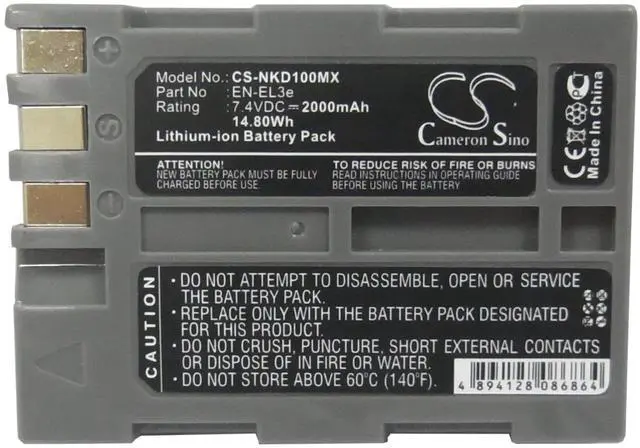 Model No.: CS-NKD100MX
Part No : EN-EL3e
Rating : 7.4VDC 2000mAh
14.80Wh
Lithium-ion Battery Pack
CS
Cameron Sino
CE
Made In China
+
S
−
ATTENTION!
NEW BATTERY PACK MUST BE FULLY
CHARGED BEFORE USE!
TO REDUCE RISK OF FIRE OR BURNS
READ INSTRUCTIONS IN OPERATING GUIDE
BEFORE USING THE BATTERY
CAUTION
• DO NOT ATTEMPT TO DISASSEMBLE, OPEN OR SERVICE
THE BATTERY PACK.
• REPLACE ONLY WITH THE BATTERY PACK DESIGNATED
FOR THIS PRODUCT.
• DO NOT CRUSH, PUNCTURE, SHORT EXTERNAL CONTACTS
OR DISPOSE OF IN FIRE OR WATER.
• DO NOT STORE ABOVE 60°C (140°F).
4 894128 086864